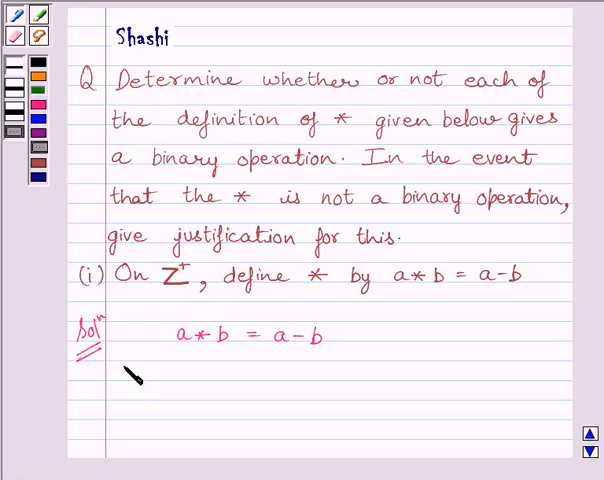 Shashi
Q Determine whether or not each of
the definition of * given below gives
a binary operation. In the event
that the * is not a binary operation,
give justification for this.
(i) On Z⁺, define * by a * b = a - b
Solⁿ a * b = a - b